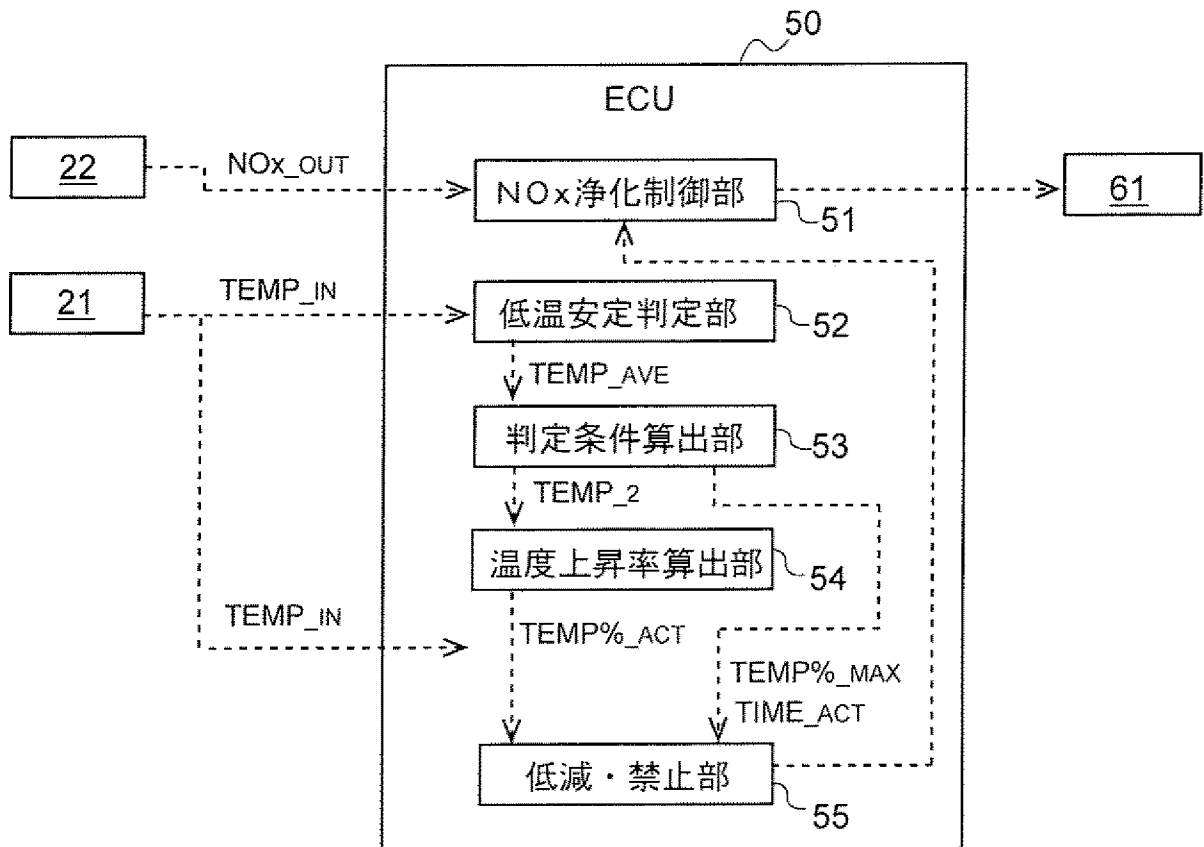 50
ECU
22
NOx_OUT
NOx浄化制御部
51
61
21
TEMP_IN
低温安定判定部
52
TEMP_AVE
判定条件算出部
53
TEMP_2
温度上昇率算出部
54
TEMP_IN
TEMP%_ACT
TEMP%_MAX
TIME_ACT
低減・禁止部
55